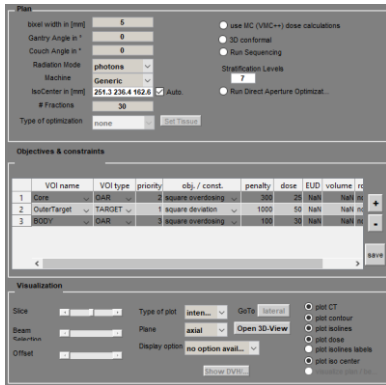 Plan
bixel width in [mm] 5
Gantry Angle in ° 0
Couch Angle in ° 0
Radiation Mode photons
Machine Generic
IsoCenter in [mm] 251.3 236.4 162.6 Auto.
# Fractions 30
Type of optimization none Set Tissue
use MC (VMC++) dose calculations
3D conformal
Run Sequencing
Stratification Levels
7
Run Direct Aperture Optimizat...
Objectives & constraints
VOI name VOI type priority obj. / const. penalty dose EUD volume ro
1 Core OAR 2 square overdosing 300 25 NaN NaN no
2 OuterTarget TARGET 1 square deviation 1000 50 NaN NaN no
3 BODY OAR 3 square overdosing 100 30 NaN NaN no
+
-
save
Visualization
Slice
Beam Selection
Offset
Type of plot inten... GoTo lateral
Plane axial Open 3D-View
Display option no option avail...
Show DVH/...
plot CT
plot contour
plot isolines
plot dose
plot isolines labels
plot iso center